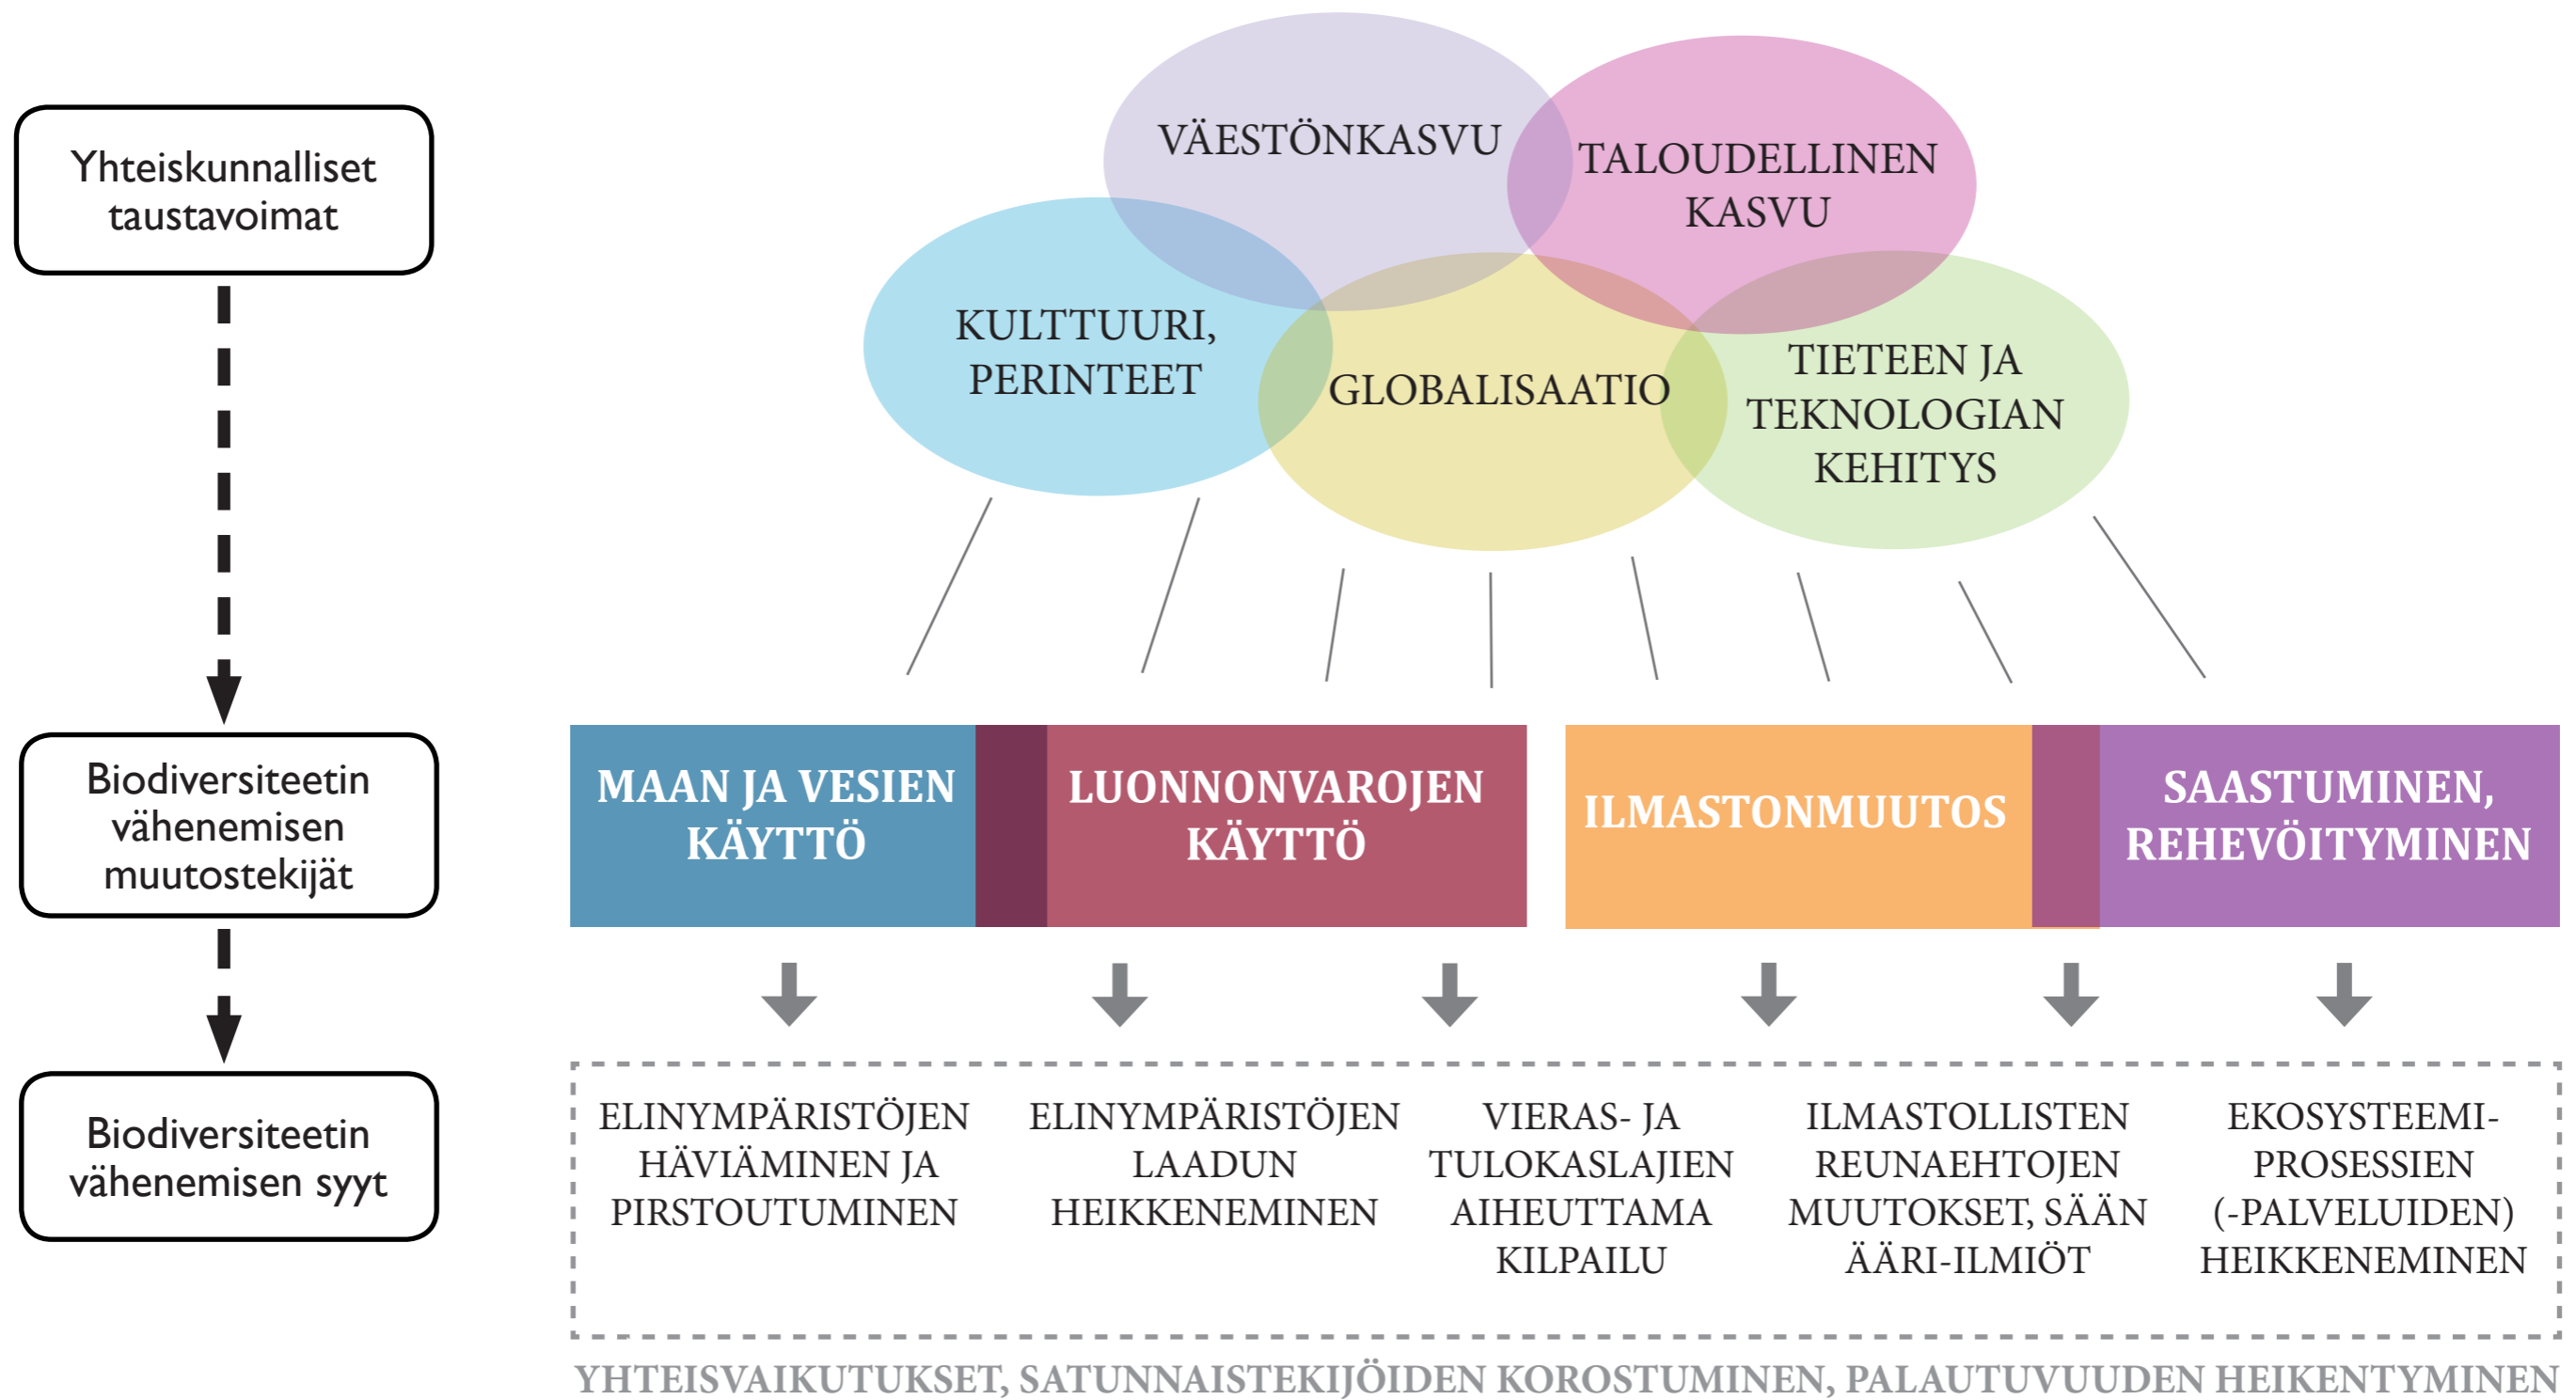 Yhteiskunnalliset
taustavoimat
VÄESTÖNKASVU
TALOUDELLINEN
KASVU
KULTTUURI,
PERINTEET
GLOBALISAATIO
TIETEEN JA
TEKNOLOGIAN
KEHITYS
Biodiversiteetin
vähenemisen
muutostekijät
MAAN JA VESIEN
KÄYTTÖ
LUONNONVAROJEN
KÄYTTÖ
ILMASTONMUUTOS
SAASTUMINEN,
REHEVÖITYMINEN
Biodiversiteetin
vähenemisen syyt
ELINYMPÄRISTÖJEN
HÄVIÄMINEN JA
PIRSTOUTUMINEN
ELINYMPÄRISTÖJEN
LAADUN
HEIKKENEMINEN
VIERAS- JA
TULOKASLAJIEN
AIHEUTTAMA
KILPAILU
ILMASTOLLISTEN
REUNAEHTOJEN
MUUTOKSET, SÄÄN
ÄÄRI-ILMIÖT
EKOSYSTEEMI-
PROSESSIEN
(-PALVELUIDEN)
HEIKKENEMINEN
YHTEISVAIKUTUKSET, SATUNNAISTEKIJÖIDEN KOROSTUMINEN, PALAUTUVUUDEN HEIKENTYMINEN